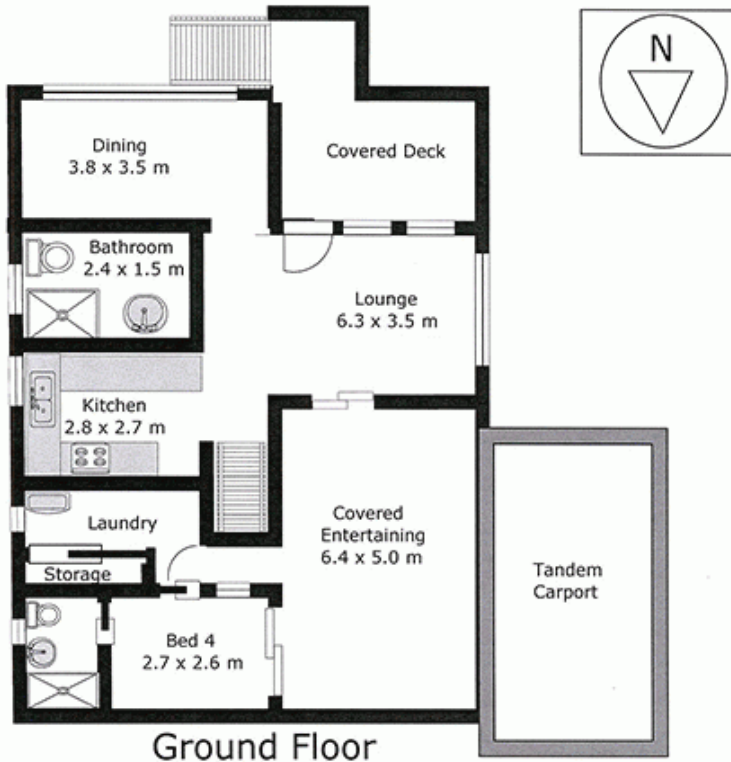 N
Dining
3.8 x 3.5 m
Covered Deck
Bathroom
2.4 x 1.5 m
Lounge
6.3 x 3.5 m
Kitchen
2.8 x 2.7 m
Laundry
Storage
Covered
Entertaining
6.4 x 5.0 m
Tandem
Carport
Bed 4
2.7 x 2.6 m
Ground Floor